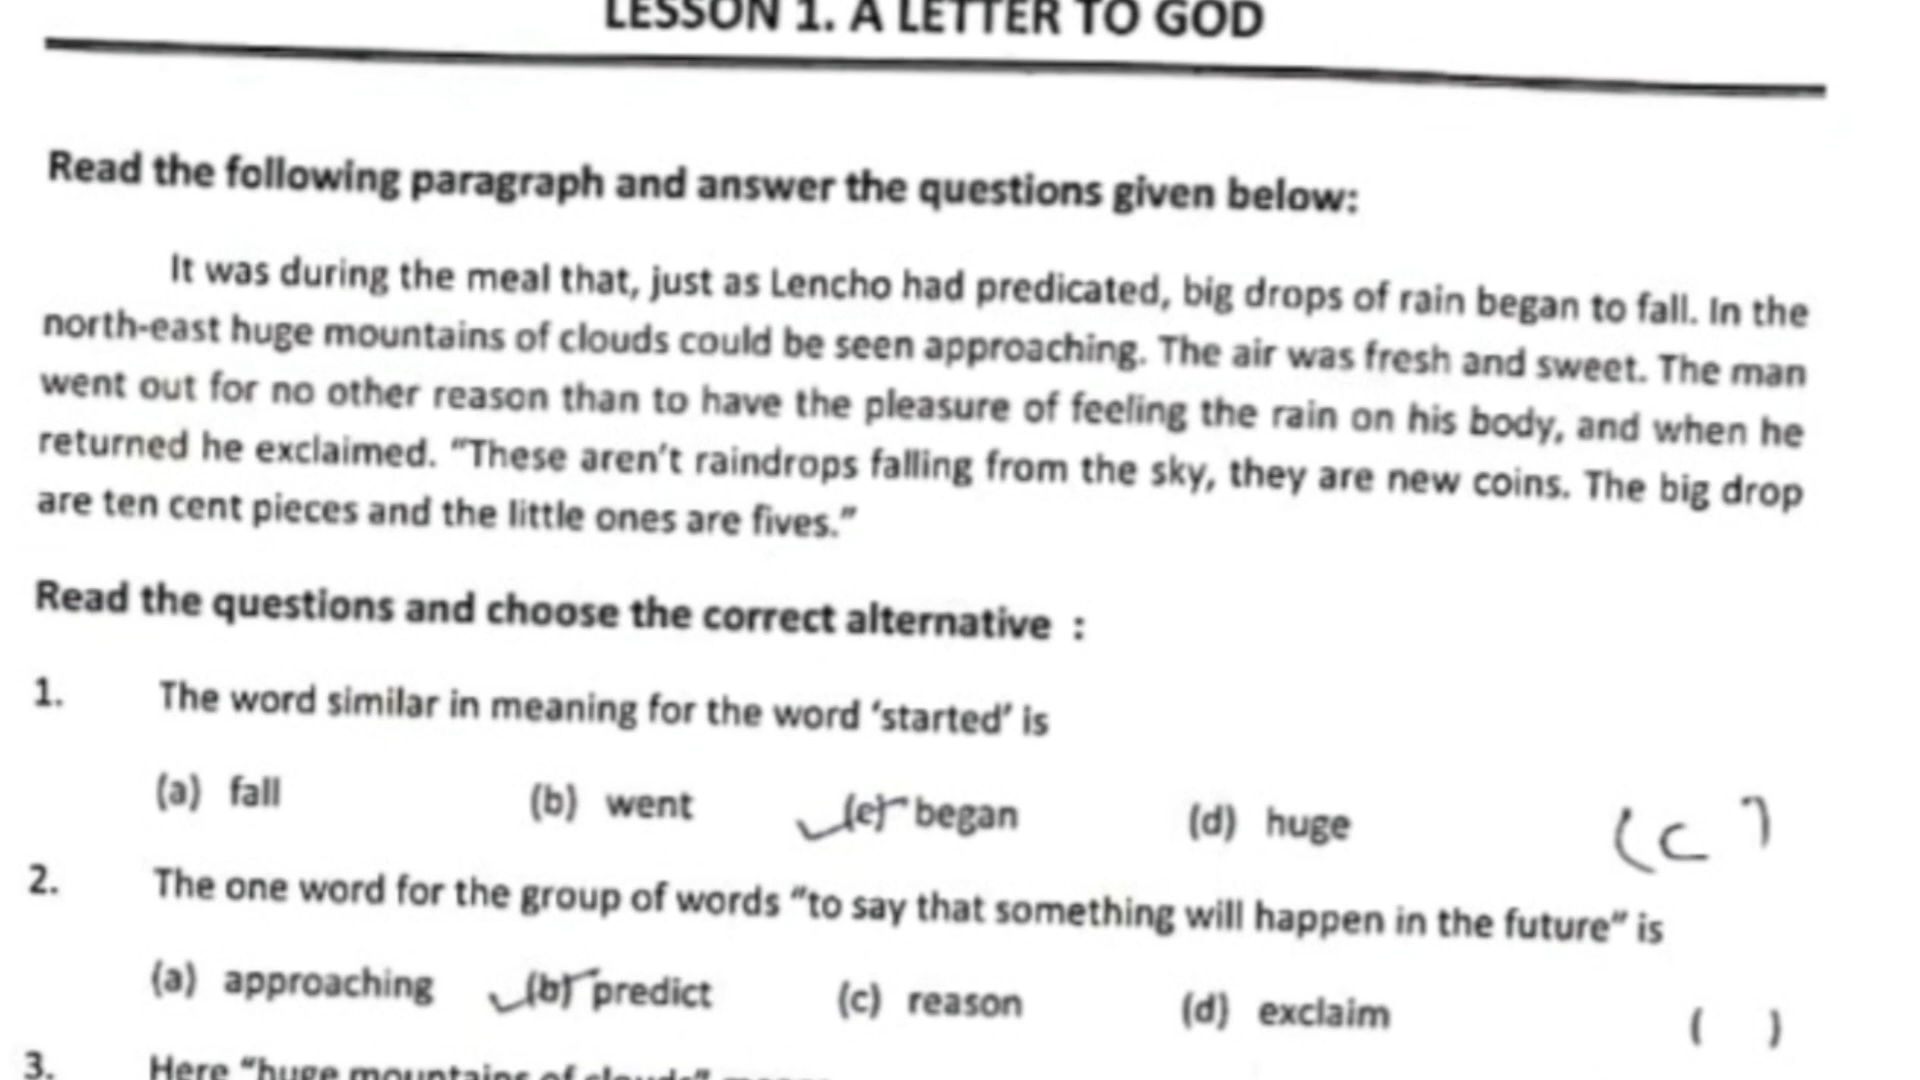 LESSON 1. A LETTER TO GOD
Read the following paragraph and answer the questions given below:
It was during the meal that, just as Lencho had predicated, big drops of rain began to fall. In the
north-east huge mountains of clouds could be seen approaching. The air was fresh and sweet. The man
went out for no other reason than to have the pleasure of feeling the rain on his body, and when he
returned he exclaimed. "These aren't raindrops falling from the sky, they are new coins. The big drop
are ten cent pieces and the little ones are fives."
Read the questions and choose the correct alternative :
1. The word similar in meaning for the word 'started' is
(a) fall (b) went (c) began (d) huge (c)
2. The one word for the group of words "to say that something will happen in the future" is
(a) approaching (b) predict (c) reason (d) exclaim ( )
3. Here "huge mountains of clouds" means